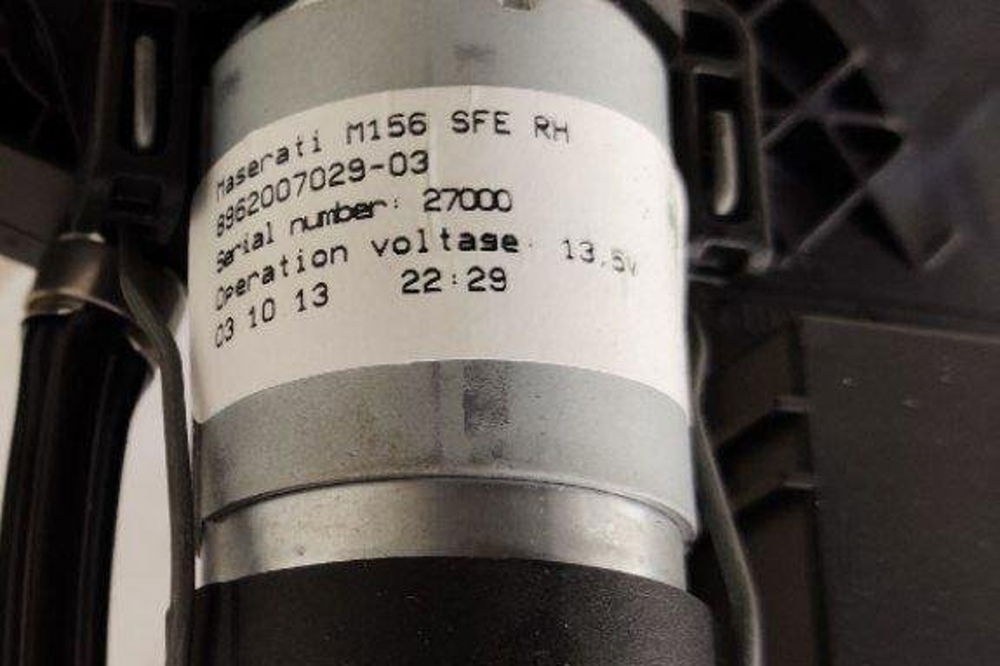 Maserati M156 SFE RH
8962007029-03
Serial number: 27000
Operation voltage: 13.5V
03 10 13 22:29